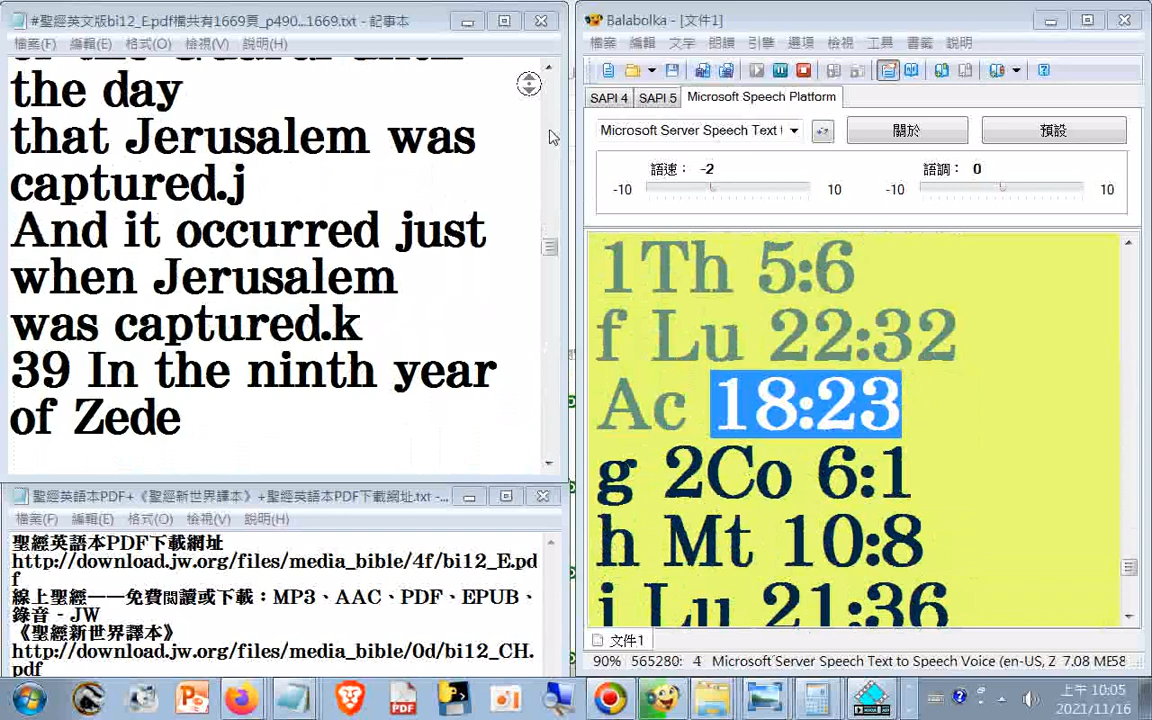 #聖經英文版bi12_E.pdf檔共有1669頁_p490...1669.txt - 記事本
檔案(F) 編輯(E) 格式(O) 檢視(V) 說明(H)
the day
that Jerusalem was
captured.j
And it occurred just
when Jerusalem
was captured.k
39 In the ninth year
of Zede
聖經英語本PDF+《聖經新世界譯本》+聖經英語本PDF下載網址.txt - ...
檔案(F) 編輯(E) 格式(O) 檢視(V) 說明(H)
聖經英語本PDF下載網址
http://download.jw.org/files/media_bible/4f/bi12_E.pd
f
線上聖經——免費閱讀或下載：MP3、AAC、PDF、EPUB、
錄音 - JW
《聖經新世界譯本》
http://download.jw.org/files/media_bible/0d/bi12_CH.
pdf
Balabolka - [文件1]
檔案 編輯 文字 朗讀 引擎 選項 檢視 工具 書籤 說明
SAPI 4 SAPI 5 Microsoft Speech Platform
Microsoft Server Speech Text 關於 預設
語速： -2 語調： 0
-10 10 -10 10
1Th 5:6
f Lu 22:32
Ac 18:23
g 2Co 6:1
h Mt 10:8
i Lu 21:36
文件1
90% 565280: 4 Microsoft Server Speech Text to Speech Voice (en-US, Z 7.08 ME58
上午 10:05
2021/11/16